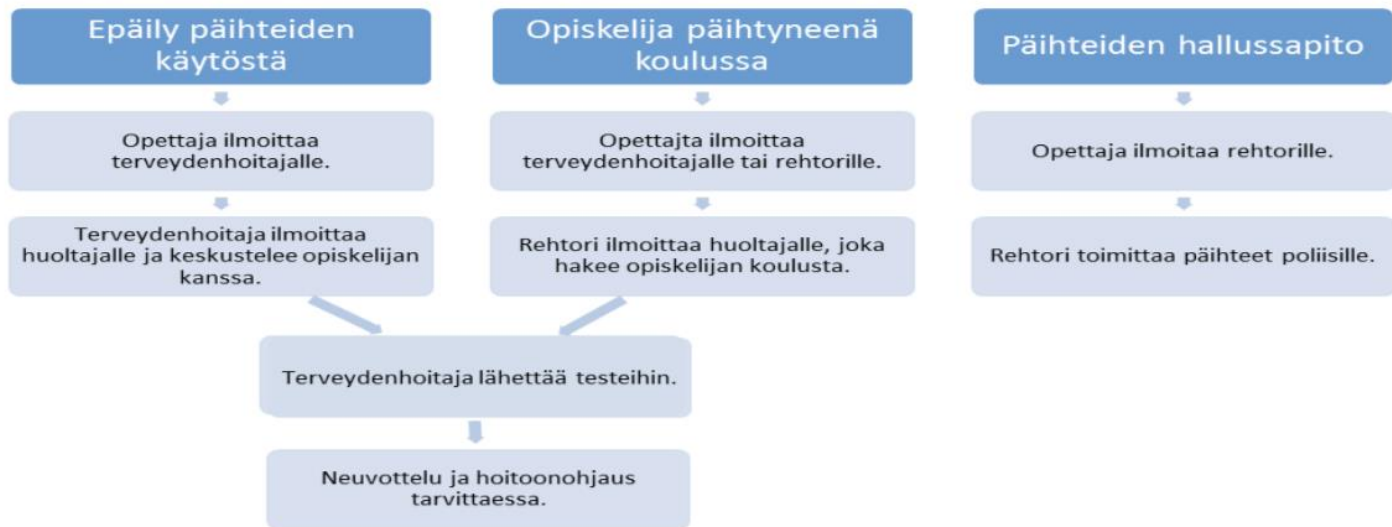 Epäily päihteiden
käytöstä
Opettaja ilmoittaa
terveydenhoitajalle.
Terveydenhoitaja ilmoittaa
huoltajalle ja keskustelee opiskelijan
kanssa.
Opiskelija päihtyneenä
koulussa
Opettajta ilmoittaa
terveydenhoitajalle tai rehtorille.
Rehtori ilmoittaa huoltajalle, joka
hakee opiskelijan koulusta.
Terveydenhoitaja lähettää testeihin.
Neuvottelu ja hoitoonohjaus
tarvittaessa.
Päihteiden hallussapito
Opettaja ilmoitaa rehtorille.
Rehtori toimittaa päihteet poliisille.